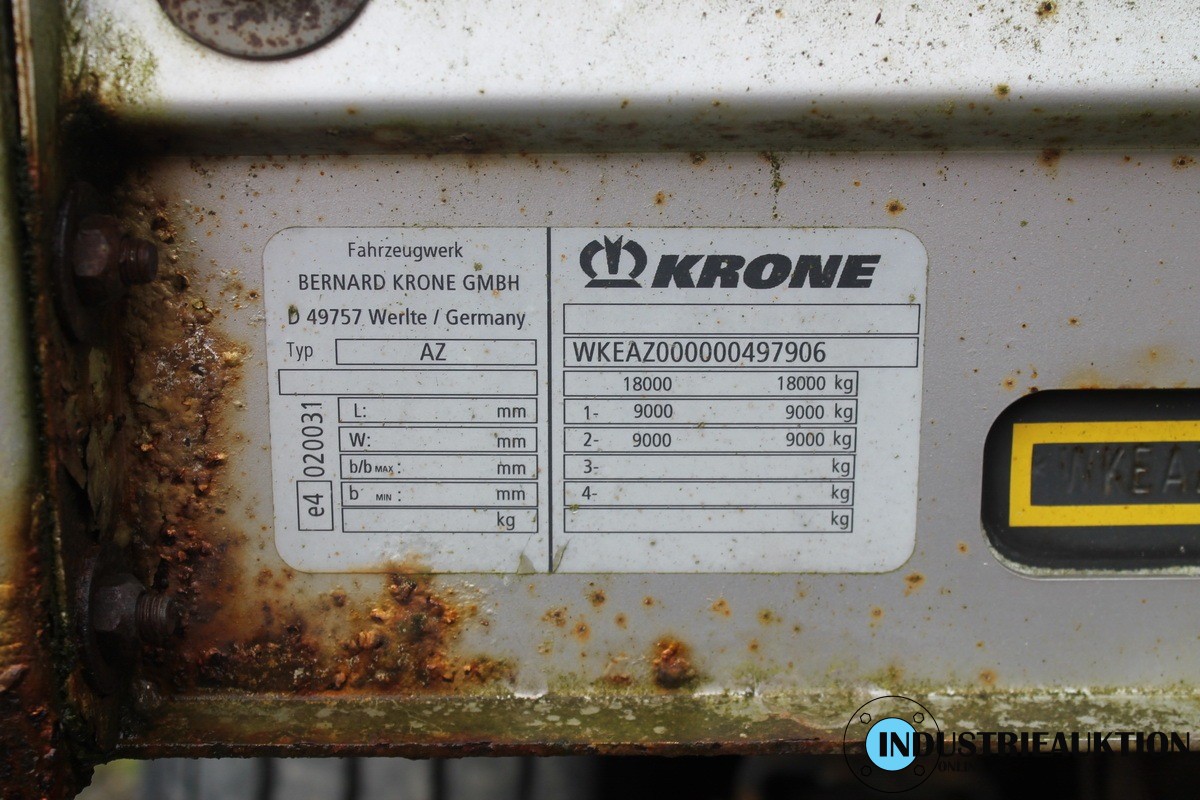 Fahrzeugwerk
BERNARD KRONE GMBH
D 49757 Werlte / Germany
Typ AZ
e4 020031
L: mm
W: mm
b/b MAX : mm
b MIN : mm
kg
KRONE
WKEAZ000000497906
18000 18000 kg
1- 9000 9000 kg
2- 9000 9000 kg
3- kg
4- kg
kg
WKEAZ
INDUSTRIEAUKTION